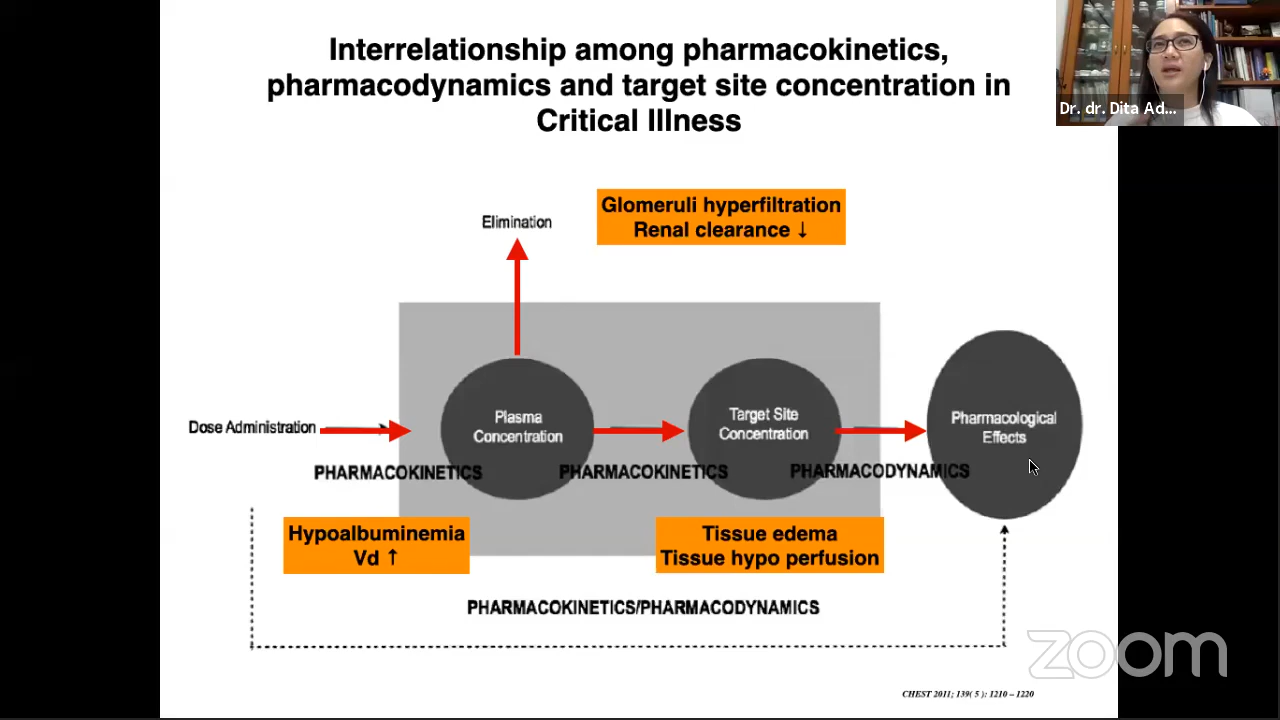 Interrelationship among pharmacokinetics,
pharmacodynamics and target site concentration in
Critical Illness
Dr. dr. Dita Ad...
Glomeruli hyperfiltration
Renal clearance ↓
Elimination
Dose Administration
Plasma
Concentration
Target Site
Concentration
Pharmacological
Effects
PHARMACOKINETICS
PHARMACOKINETICS
PHARMACODYNAMICS
Hypoalbuminemia
Vd ↑
Tissue edema
Tissue hypo perfusion
PHARMACOKINETICS/PHARMACODYNAMICS
zoom
CHEST 2011; 139( 5 ) : 1210 – 1220